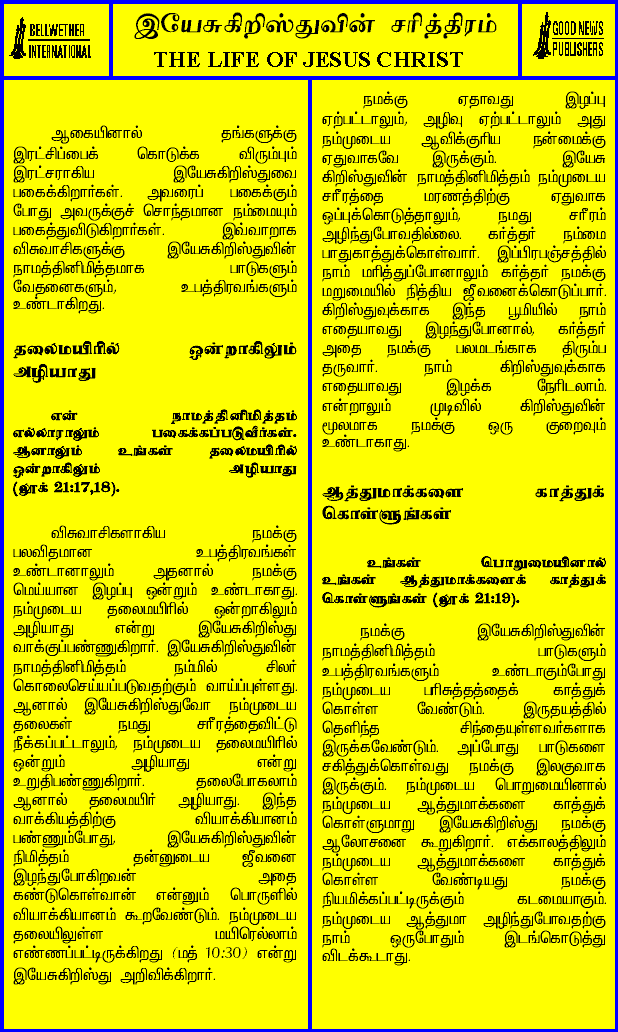 BELLWETHER
INTERNATIONAL
இயேசுகிறிஸ்துவின் சரித்திரம்
THE LIFE OF JESUS CHRIST
GOOD NEWS
PUBLISHERS
ஆகையினால் தங்களுக்கு
இரட்சிப்பைக் கொடுக்க விரும்பும்
இரட்சராகிய இயேசுகிறிஸ்துவை
பகைக்கிறார்கள். அவரைப் பகைக்கும்
போது அவருக்குச் சொந்தமான நம்மையும்
பகைத்துவிடுகிறார்கள். இவ்வாறாக
விசுவாசிகளுக்கு இயேசுகிறிஸ்துவின்
நாமத்தினிமித்தமாக பாடுகளும்
வேதனைகளும், உபத்திரவங்களும்
உண்டாகிறது.
தலைமயிரில் ஒன்றாகிலும்
அழியாது
என் நாமத்தினிமித்தம்
எல்லாராலும் பகைக்கப்படுவீர்கள்.
ஆனாலும் உங்கள் தலைமயிரில்
ஒன்றாகிலும் அழியாது
(லூக் 21:17,18).
விசுவாசிகளாகிய நமக்கு
பலவிதமான உபத்திரவங்கள்
உண்டானாலும் அதனால் நமக்கு
மெய்யான இழப்பு ஒன்றும் உண்டாகாது.
நம்முடைய தலைமயிரில் ஒன்றாகிலும்
அழியாது என்று இயேசுகிறிஸ்து
வாக்குப்பண்ணுகிறார். இயேசுகிறிஸ்துவின்
நாமத்தினிமித்தம் நம்மில் சிலர்
கொலைசெய்யப்படுவதற்கும் வாய்ப்புள்ளது.
ஆனால் இயேசுகிறிஸ்துவோ நம்முடைய
தலைகள் நமது சரீரத்தைவிட்டு
நீக்கப்பட்டாலும், நம்முடைய தலைமயிரில்
ஒன்றும் அழியாது என்று
உறுதிபண்ணுகிறார். தலைபோகலாம்
ஆனால் தலைமயிர் அழியாது. இந்த
வாக்கியத்திற்கு வியாக்கியானம்
பண்ணும்போது, இயேசுகிறிஸ்துவின்
நிமித்தம் தன்னுடைய ஜீவனை
இழந்துபோகிறவன் அதை
கண்டுகொள்வான் என்னும் பொருளில்
வியாக்கியானம் கூறவேண்டும். நம்முடைய
தலையிலுள்ள மயிரெல்லாம்
எண்ணப்பட்டிருக்கிறது (மத் 10:30) என்று
இயேசுகிறிஸ்து அறிவிக்கிறார்.
நமக்கு ஏதாவது இழப்பு
ஏற்பட்டாலும், அழிவு ஏற்பட்டாலும் அது
நம்முடைய ஆவிக்குரிய நன்மைக்கு
ஏதுவாகவே இருக்கும். இயேசு
கிறிஸ்துவின் நாமத்தினிமித்தம் நம்முடைய
சரீரத்தை மரணத்திற்கு ஏதுவாக
ஒப்புக்கொடுத்தாலும், நமது சரீரம்
அழிந்துபோவதில்லை. கர்த்தர் நம்மை
பாதுகாத்துக்கொள்வார். இப்பிரபஞ்சத்தில்
நாம் மரித்துப்போனாலும் கர்த்தர் நமக்கு
மறுமையில் நித்திய ஜீவனைக்கொடுப்பார்.
கிறிஸ்துவுக்காக இந்த பூமியில் நாம்
எதையாவது இழந்துபோனால், கர்த்தர்
அதை நமக்கு பலமடங்காக திரும்ப
தருவார். நாம் கிறிஸ்துவுக்காக
எதையாவது இழக்க நேரிடலாம்.
என்றாலும் முடிவில் கிறிஸ்துவின்
மூலமாக நமக்கு ஒரு குறைவும்
உண்டாகாது.
ஆத்துமாக்களை காத்துக்
கொள்ளுங்கள்
உங்கள் பொறுமையினால்
உங்கள் ஆத்துமாக்களைக் காத்துக்
கொள்ளுங்கள் (லூக் 21:19).
நமக்கு இயேசுகிறிஸ்துவின்
நாமத்தினிமித்தம் பாடுகளும்
உபத்திரவங்களும் உண்டாகும்போது
நம்முடைய பரிசுத்தத்தைக் காத்துக்
கொள்ள வேண்டும். இருதயத்தில்
தெளிந்த சிந்தையுள்ளவர்களாக
இருக்கவேண்டும். அப்போது பாடுகளை
சகித்துக்கொள்வது நமக்கு இலகுவாக
இருக்கும். நம்முடைய பொறுமையினால்
நம்முடைய ஆத்துமாக்களை காத்துக்
கொள்ளுமாறு இயேசுகிறிஸ்து நமக்கு
ஆலோசனை கூறுகிறார். எக்காலத்திலும்
நம்முடைய ஆத்துமாக்களை காத்துக்
கொள்ள வேண்டியது நமக்கு
நியமிக்கப்பட்டிருக்கும் கடமையாகும்.
நம்முடைய ஆத்துமா அழிந்துபோவதற்கு
நாம் ஒருபோதும் இடங்கொடுத்து
விடக்கூடாது.